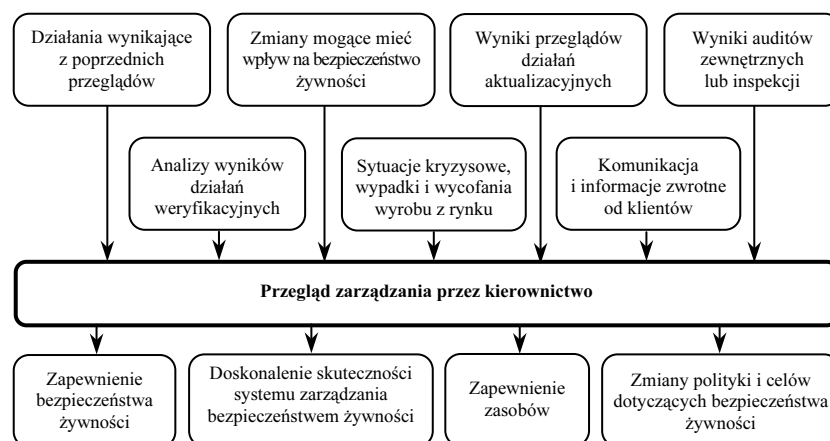 Działania wynikające
z poprzednich
przeglądów
Zmiany mogące mieć
wpływ na bezpieczeństwo
żywności
Wyniki przeglądów
działań
aktualizacyjnych
Wyniki auditów
zewnętrznych
lub inspekcji
Analizy wyników
działań
weryfikacyjnych
Sytuacje kryzysowe,
wypadki i wycofania
wyrobu z rynku
Komunikacja
i informacje zwrotne
od klientów
Przegląd zarządzania przez kierownictwo
Zapewnienie
bezpieczeństwa
żywności
Doskonalenie skuteczności
systemu zarządzania
bezpieczeństwem żywności
Zapewnienie
zasobów
Zmiany polityki i celów
dotyczących bezpieczeństwa
żywności